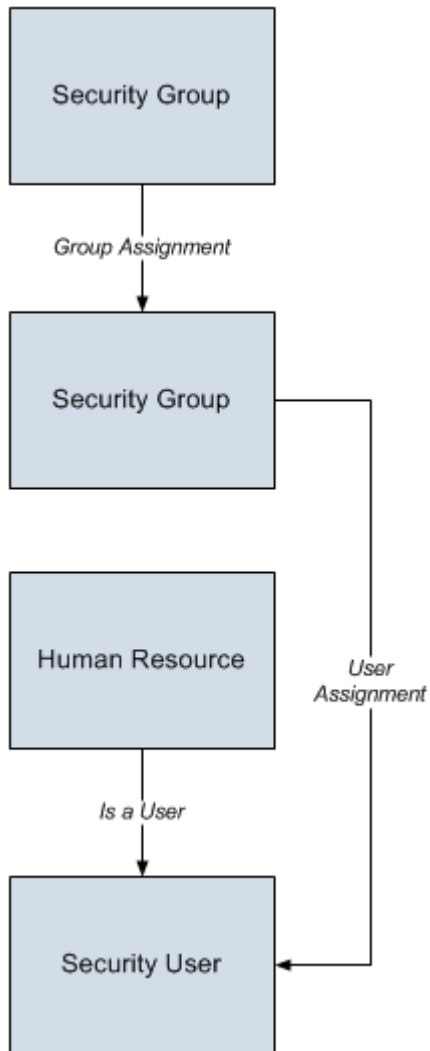 Security Group
Group Assignment
Security Group
Human Resource
User
Assignment
Is a User
Security User